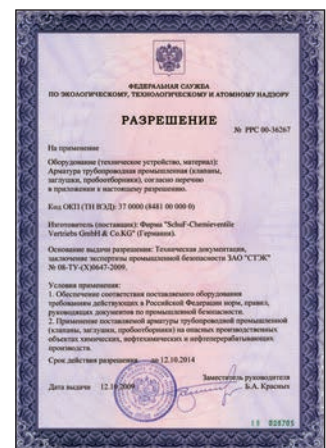 ФЕДЕРАЛЬНАЯ СЛУЖБА
ПО ЭКОЛОГИЧЕСКОМУ, ТЕХНОЛОГИЧЕСКОМУ И АТОМНОМУ НАДЗОРУ
РАЗРЕШЕНИЕ
№ РРС 00-36267
На применение
Оборудование (техническое устройство, материал):
Арматура трубопроводная промышленная (клапаны,
заглушки, пробоотборники), согласно перечню
в приложении к настоящему разрешению.
Код ОКП (ТН ВЭД): 37 0000 (8481 00 000 0)
Изготовитель (поставщик): Фирма "SchuF-Chemieventile
Vertriebs GmbH & Co.KG" (Германия).
Основание выдачи разрешения: Техническая документация,
заключение экспертизы промышленной безопасности ЗАО "СТЭК"
№ 08-ТУ-(Х)0647-2009.
Условия применения:
1. Обеспечение соответствия поставляемого оборудования
требованиям действующих в Российской Федерации норм, правил,
руководящих документов по промышленной безопасности.
2. Применение поставляемой арматуры трубопроводной промышленной
(клапаны, заглушки, пробоотборники) на опасных производственных
объектах химических, нефтехимических и нефтеперерабатывающих
производств.
Срок действия разрешения до 12.10.2014
Заместитель руководителя
Дата выдачи 12.10.2009 Б.А. Красных